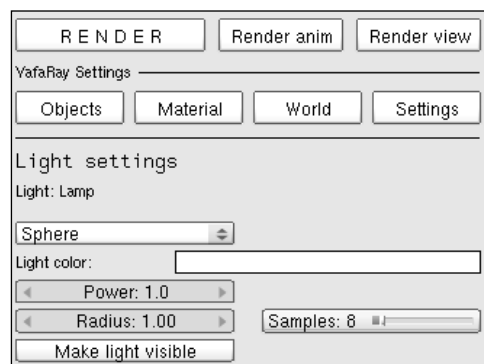 RENDER Render anim Render view
YafaRay Settings
Objects Material World Settings
Light settings
Light: Lamp
Sphere
Light color:
Power: 1.0
Radius: 1.00 Samples: 8
Make light visible